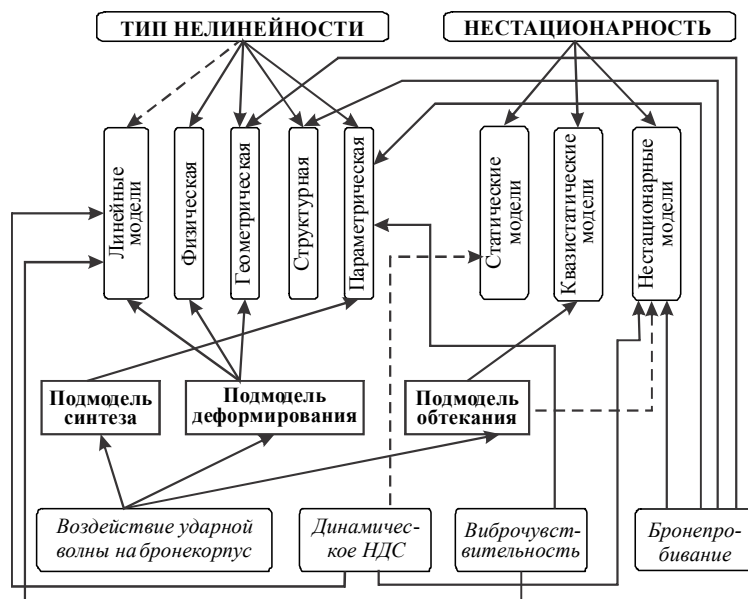 ТИП НЕЛИНЕЙНОСТИ
НЕСТАЦИОНАРНОСТЬ
Линейные
модели
Физическая
Геометрическая
Структурная
Параметрическая
Статические
модели
Квазистатические
модели
Нестационарные
модели
Подмодель
синтеза
Подмодель
деформирования
Подмодель
обтекания
Воздействие ударной
волны на бронекорпус
Динамичес-
кое НДС
Виброчувст-
вительность
Бронепро-
бивание